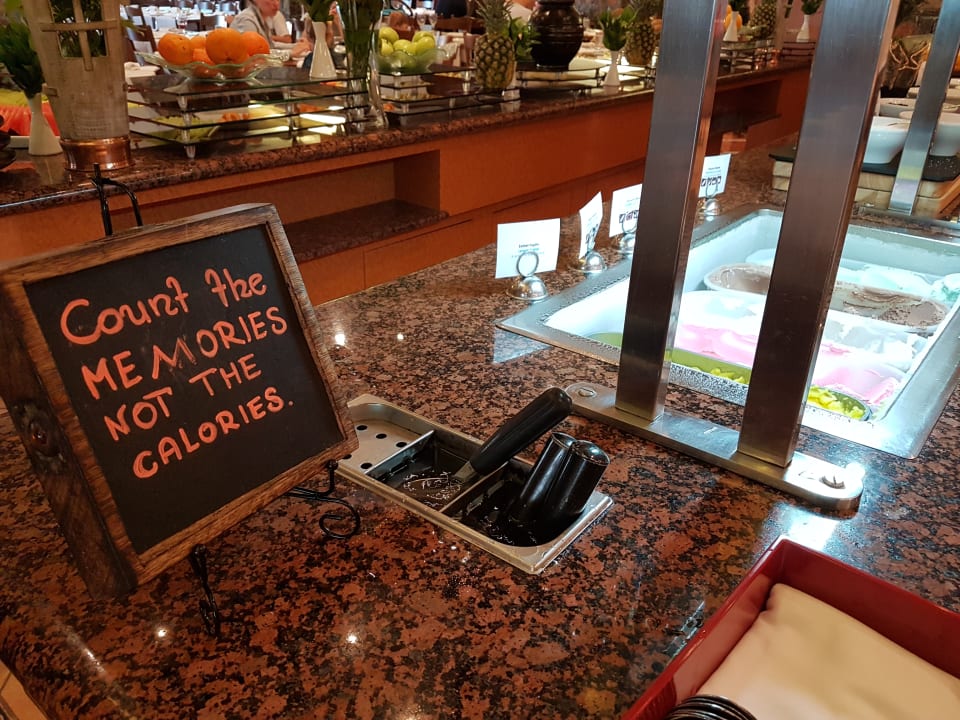 Count the
MEMORIES
NOT THE
CALORIES.